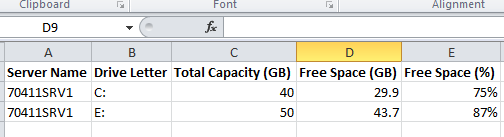 Clipboard Font Alignment
D9 fx
A B C D E
Server Name Drive Letter Total Capacity (GB) Free Space (GB) Free Space (%)
70411SRV1 C: 40 29.9 75%
70411SRV1 E: 50 43.7 87%